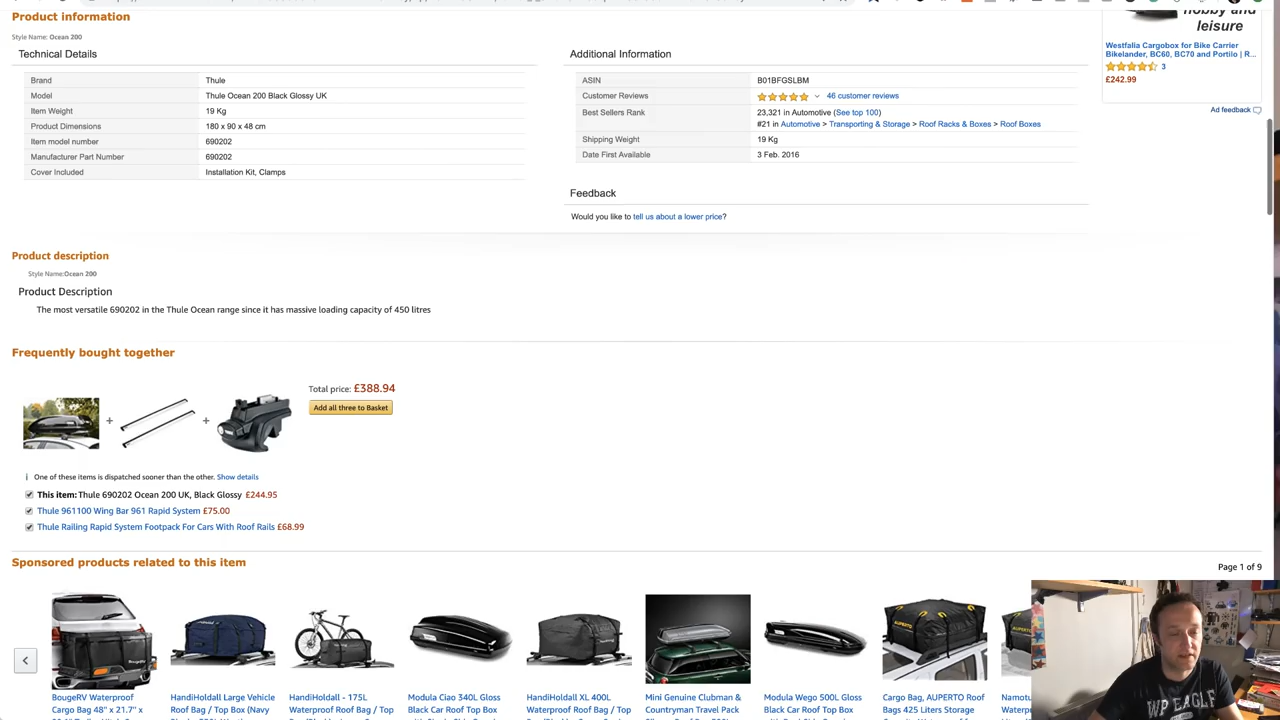 Product information
Style Name: Ocean 200
Technical Details
Brand Thule
Model Thule Ocean 200 Black Glossy UK
Item Weight 19 Kg
Product Dimensions 180 x 90 x 48 cm
Item model number 690202
Manufacturer Part Number 690202
Cover Included Installation Kit, Clamps
Additional Information
ASIN B01BFGSLBM
Customer Reviews 46 customer reviews
Best Sellers Rank 23,321 in Automotive (See top 100)
#21 in Automotive > Transporting & Storage > Roof Racks & Boxes > Roof Boxes
Shipping Weight 19 Kg
Date First Available 3 Feb. 2016
Feedback
Would you like to tell us about a lower price?
hobby and
leisure
Westfalia Cargobox for Bike Carrier
Bikelander, BC60, BC70 and Portilo | R...
3
£242.99
Ad feedback
Product description
Style Name:Ocean 200
Product Description
The most versatile 690202 in the Thule Ocean range since it has massive loading capacity of 450 litres
Frequently bought together
+ +
Total price: £388.94
Add all three to Basket
i One of these items is dispatched sooner than the other. Show details
This item: Thule 690202 Ocean 200 UK, Black Glossy £244.95
Thule 961100 Wing Bar 961 Rapid System £75.00
Thule Railing Rapid System Footpack For Cars With Roof Rails £68.99
Sponsored products related to this item
Page 1 of 9
BougeRV Waterproof
Cargo Bag 48" x 21.7" x
HandiHoldall Large Vehicle
Roof Bag / Top Box (Navy
HandiHoldall - 175L
Waterproof Roof Bag / Top
Modula Ciao 340L Gloss
Black Car Roof Top Box
HandiHoldall XL 400L
Waterproof Roof Bag / Top
Mini Genuine Clubman &
Countryman Travel Pack
Modula Wego 500L Gloss
Black Car Roof Top Box
Cargo Bag, AUPERTO Roof
Bags 425 Liters Storage
Namotu
Waterp
WP EAGLE